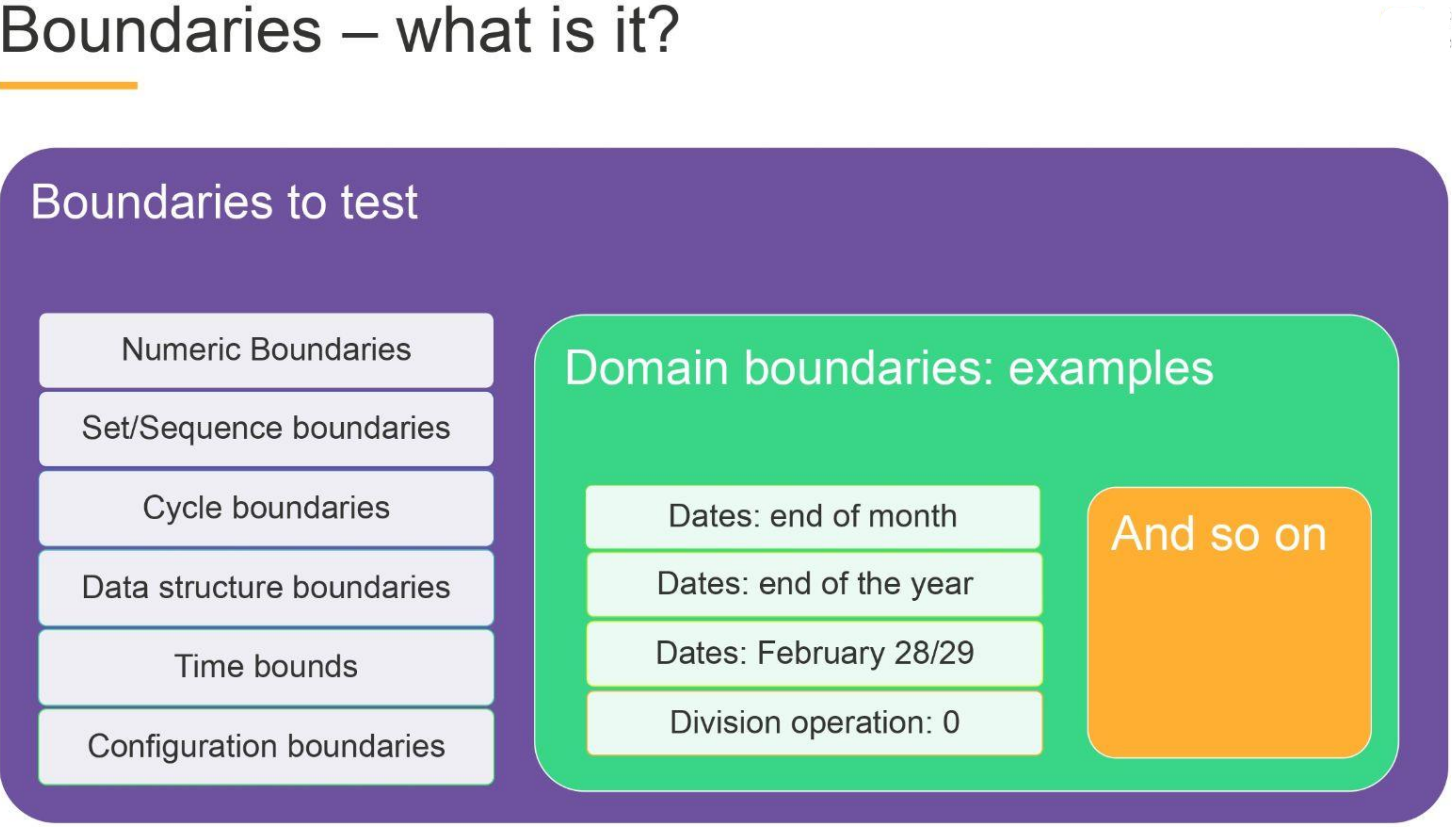 Boundaries – what is it?
Boundaries to test
Numeric Boundaries
Set/Sequence boundaries
Cycle boundaries
Data structure boundaries
Time bounds
Configuration boundaries
Domain boundaries: examples
Dates: end of month
Dates: end of the year
Dates: February 28/29
Division operation: 0
And so on